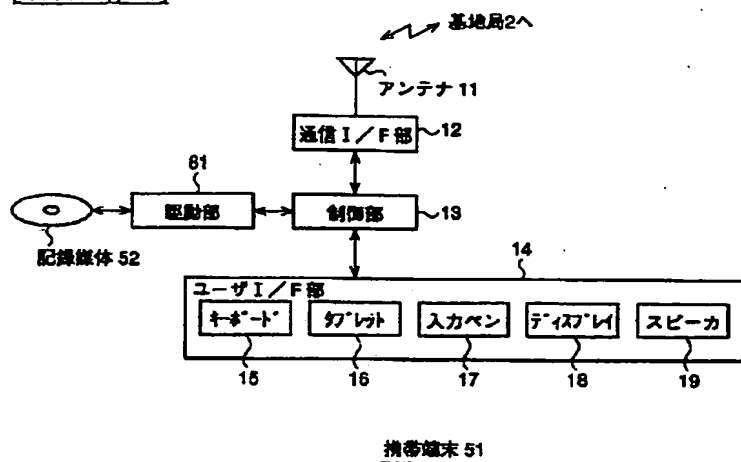 基地局2へ
アンテナ 11
通信I/F部 12
61
駆動部
制御部 13
記録媒体 52
14
ユーザI/F部
キーボード
タブレット
入力ペン
ディスプレイ
スピーカ
15
16
17
18
19
携帯端末 51